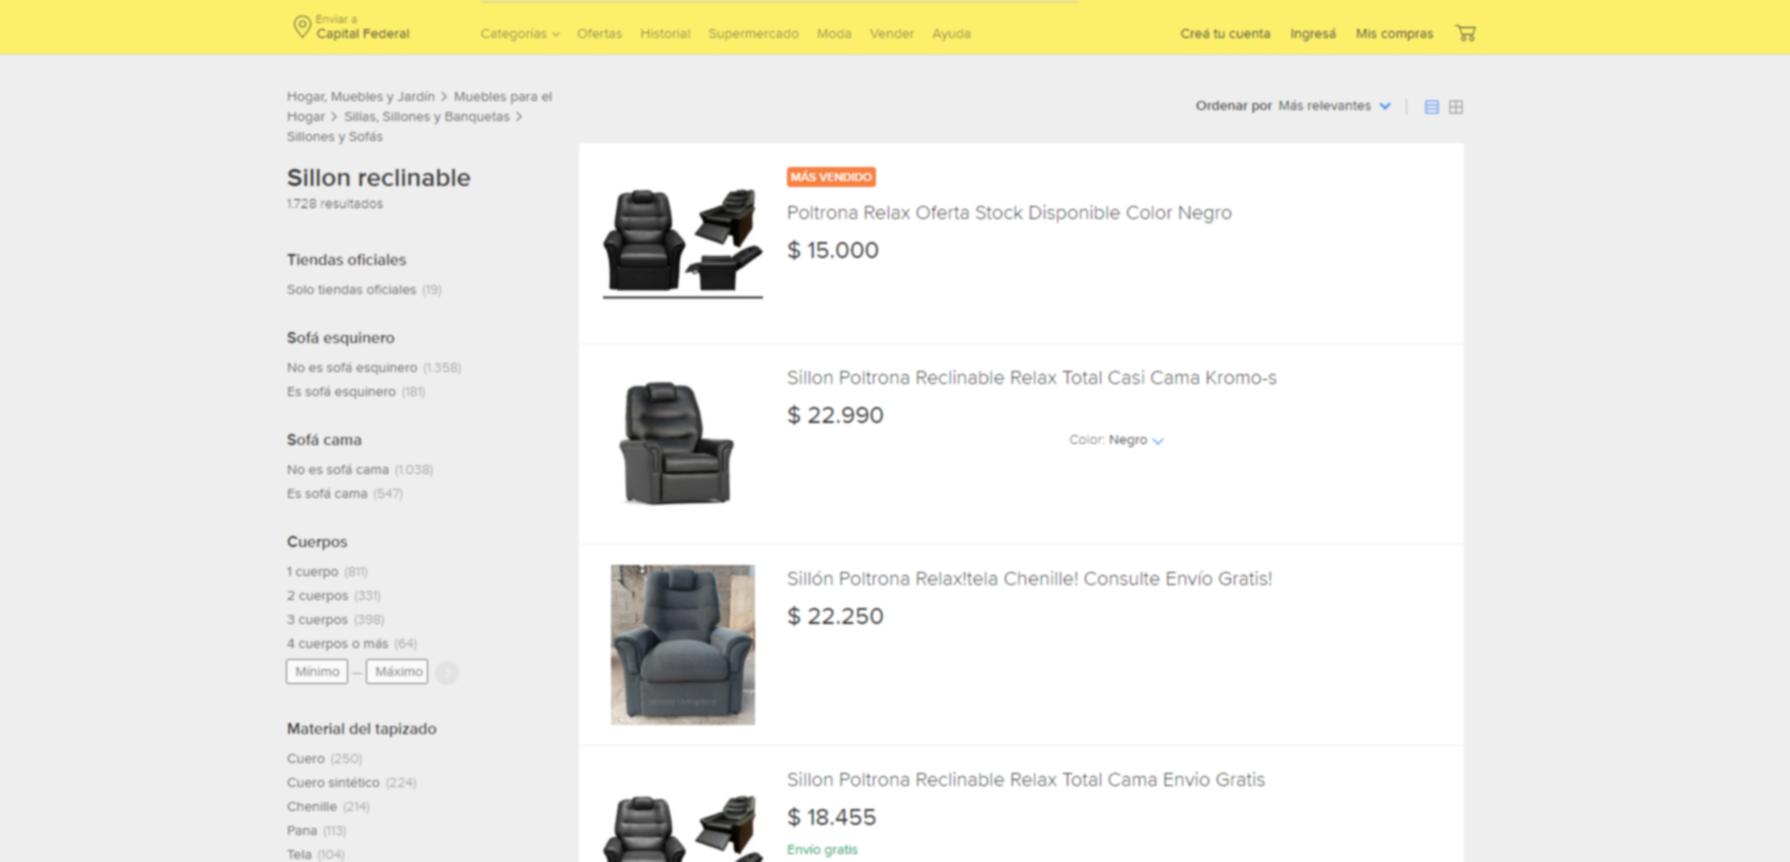 Enviar a
Capital Federal
Categorías Ofertas Historial Supermercado Moda Vender Ayuda
Creá tu cuenta Ingresá Mis compras
Hogar, Muebles y Jardín > Muebles para el
Hogar > Sillas, Sillones y Banquetas >
Sillones y Sofás
Sillon reclinable
1.728 resultados
Tiendas oficiales
Solo tiendas oficiales (19)
Sofá esquinero
No es sofá esquinero (1.358)
Es sofá esquinero (181)
Sofá cama
No es sofá cama (1.038)
Es sofá cama (547)
Cuerpos
1 cuerpo (811)
2 cuerpos (331)
3 cuerpos (398)
4 cuerpos o más (64)
Mínimo — Máximo
Material del tapizado
Cuero (250)
Cuero sintético (224)
Chenille (214)
Pana (113)
Tela (104)
Ordenar por Más relevantes
MÁS VENDIDO
Poltrona Relax Oferta Stock Disponible Color Negro
$ 15.000
Sillon Poltrona Reclinable Relax Total Casi Cama Kromo-s
$ 22.990
Color: Negro
Sillón Poltrona Relax!tela Chenille! Consulte Envío Gratis!
$ 22.250
Sillon Poltrona Reclinable Relax Total Cama Envio Gratis
$ 18.455
Envío gratis